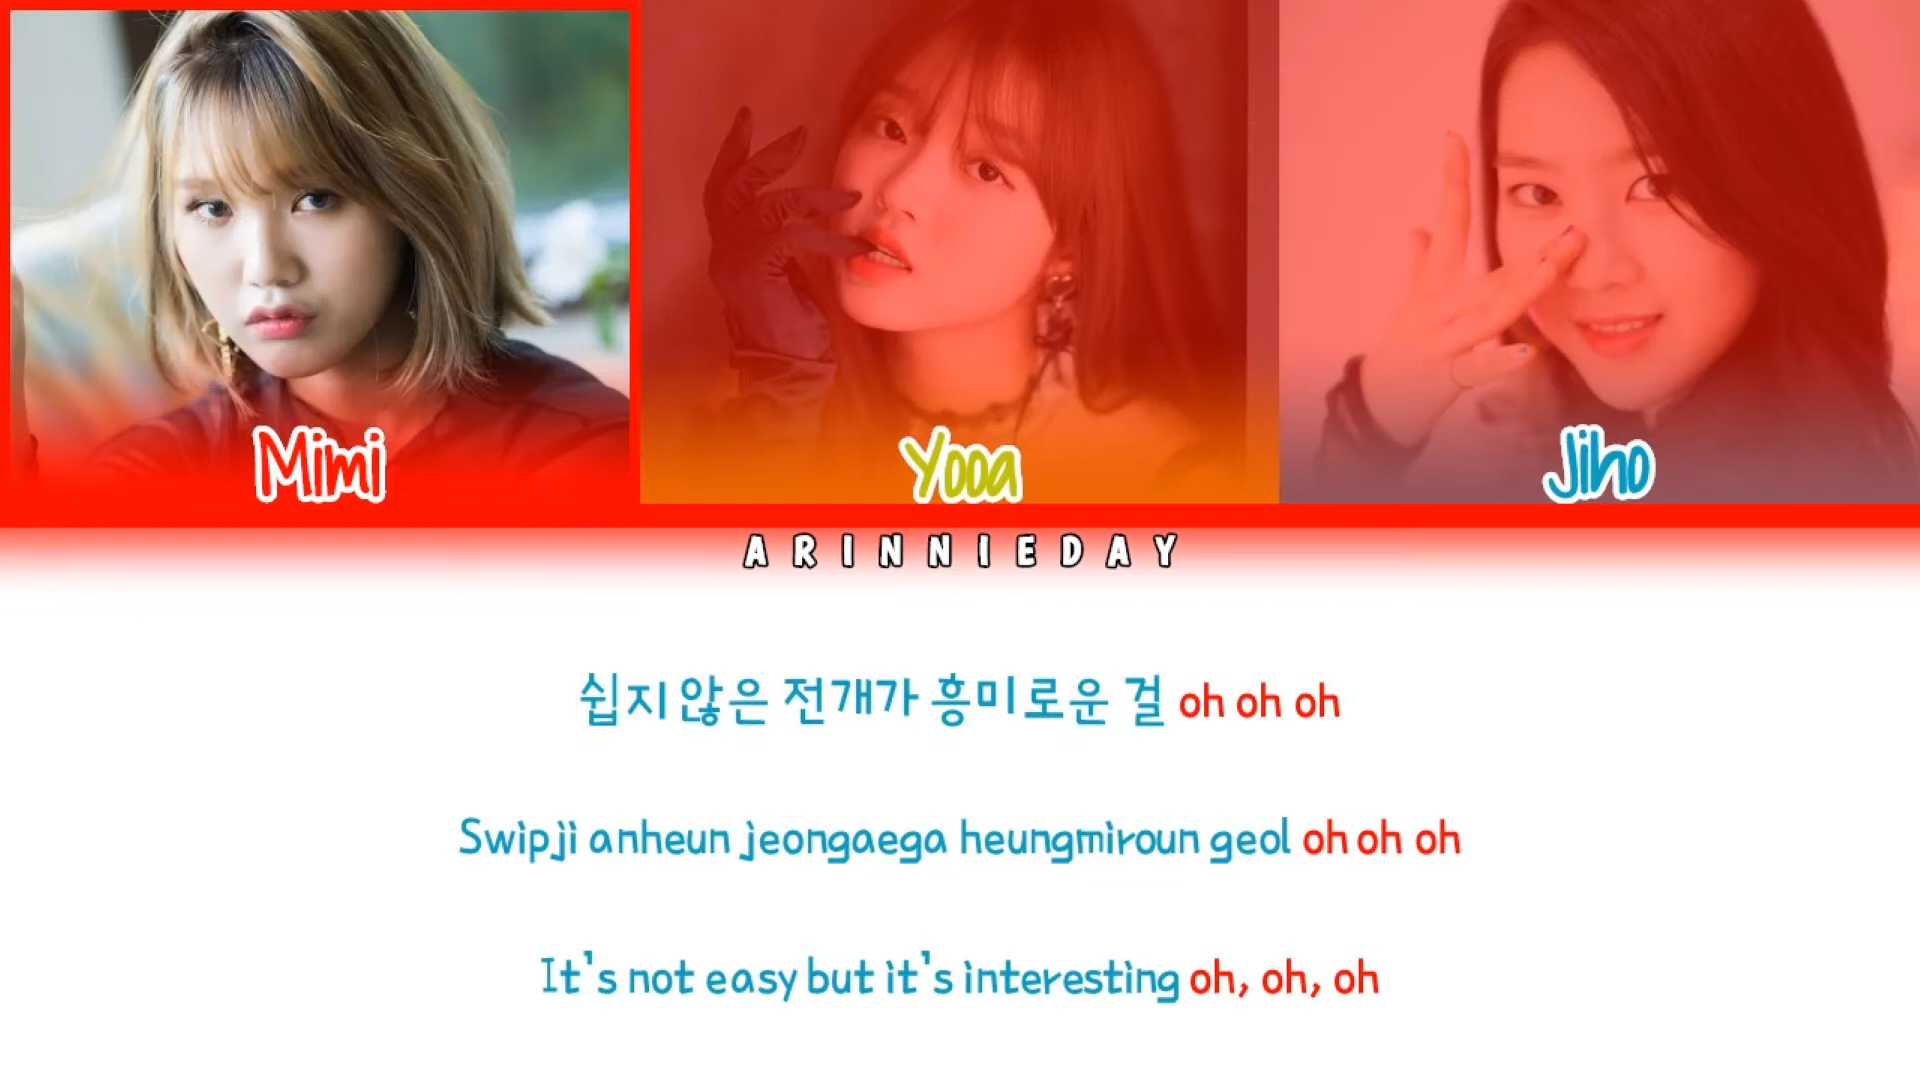 Mimi
Yooa
Jiho
ARINNIEDAY
쉽지 않은 전개가 흥미로운 걸 oh oh oh
Swipji anheun jeongaega heungmiroun geol oh oh oh
It's not easy but it's interesting oh, oh, oh